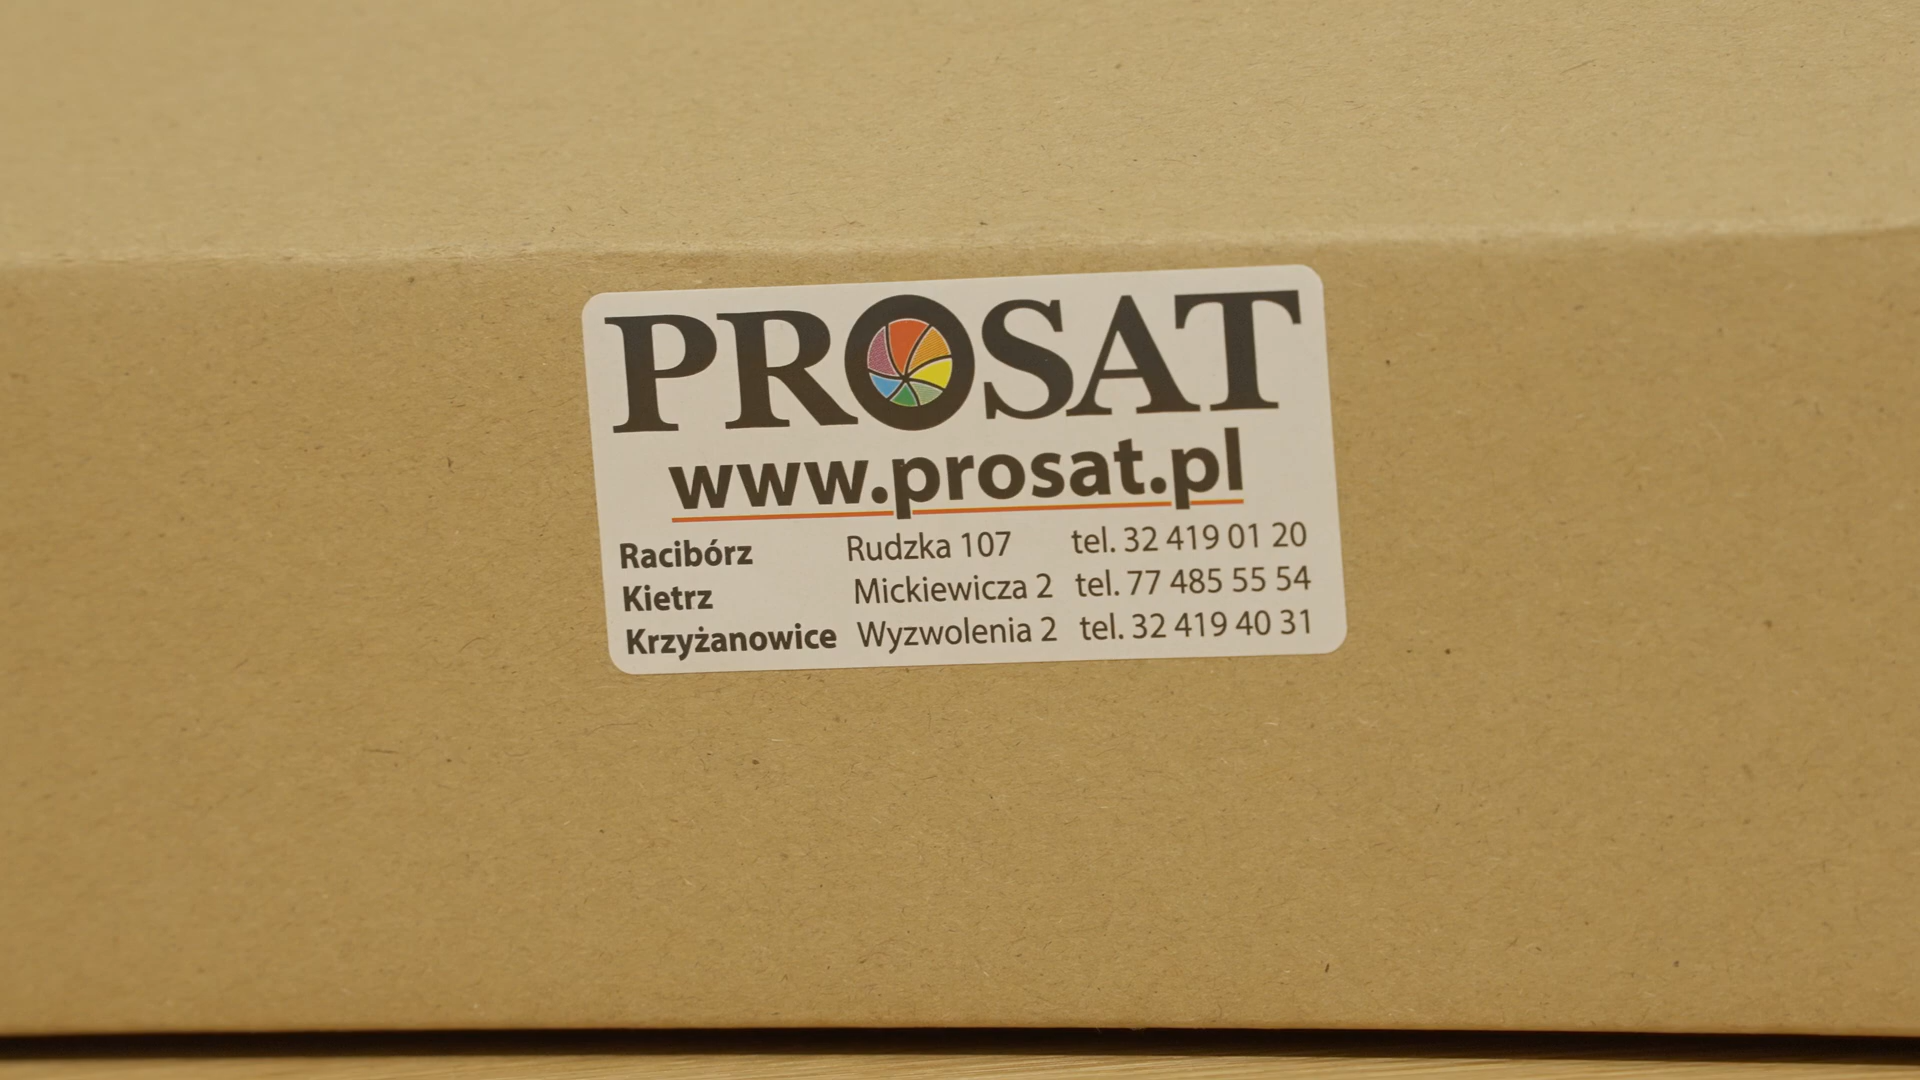 PROSAT
www.prosat.pl
Racibórz Rudzka 107 tel. 32 419 01 20
Kietrz Mickiewicza 2 tel. 77 485 55 54
Krzyżanowice Wyzwolenia 2 tel. 32 419 40 31